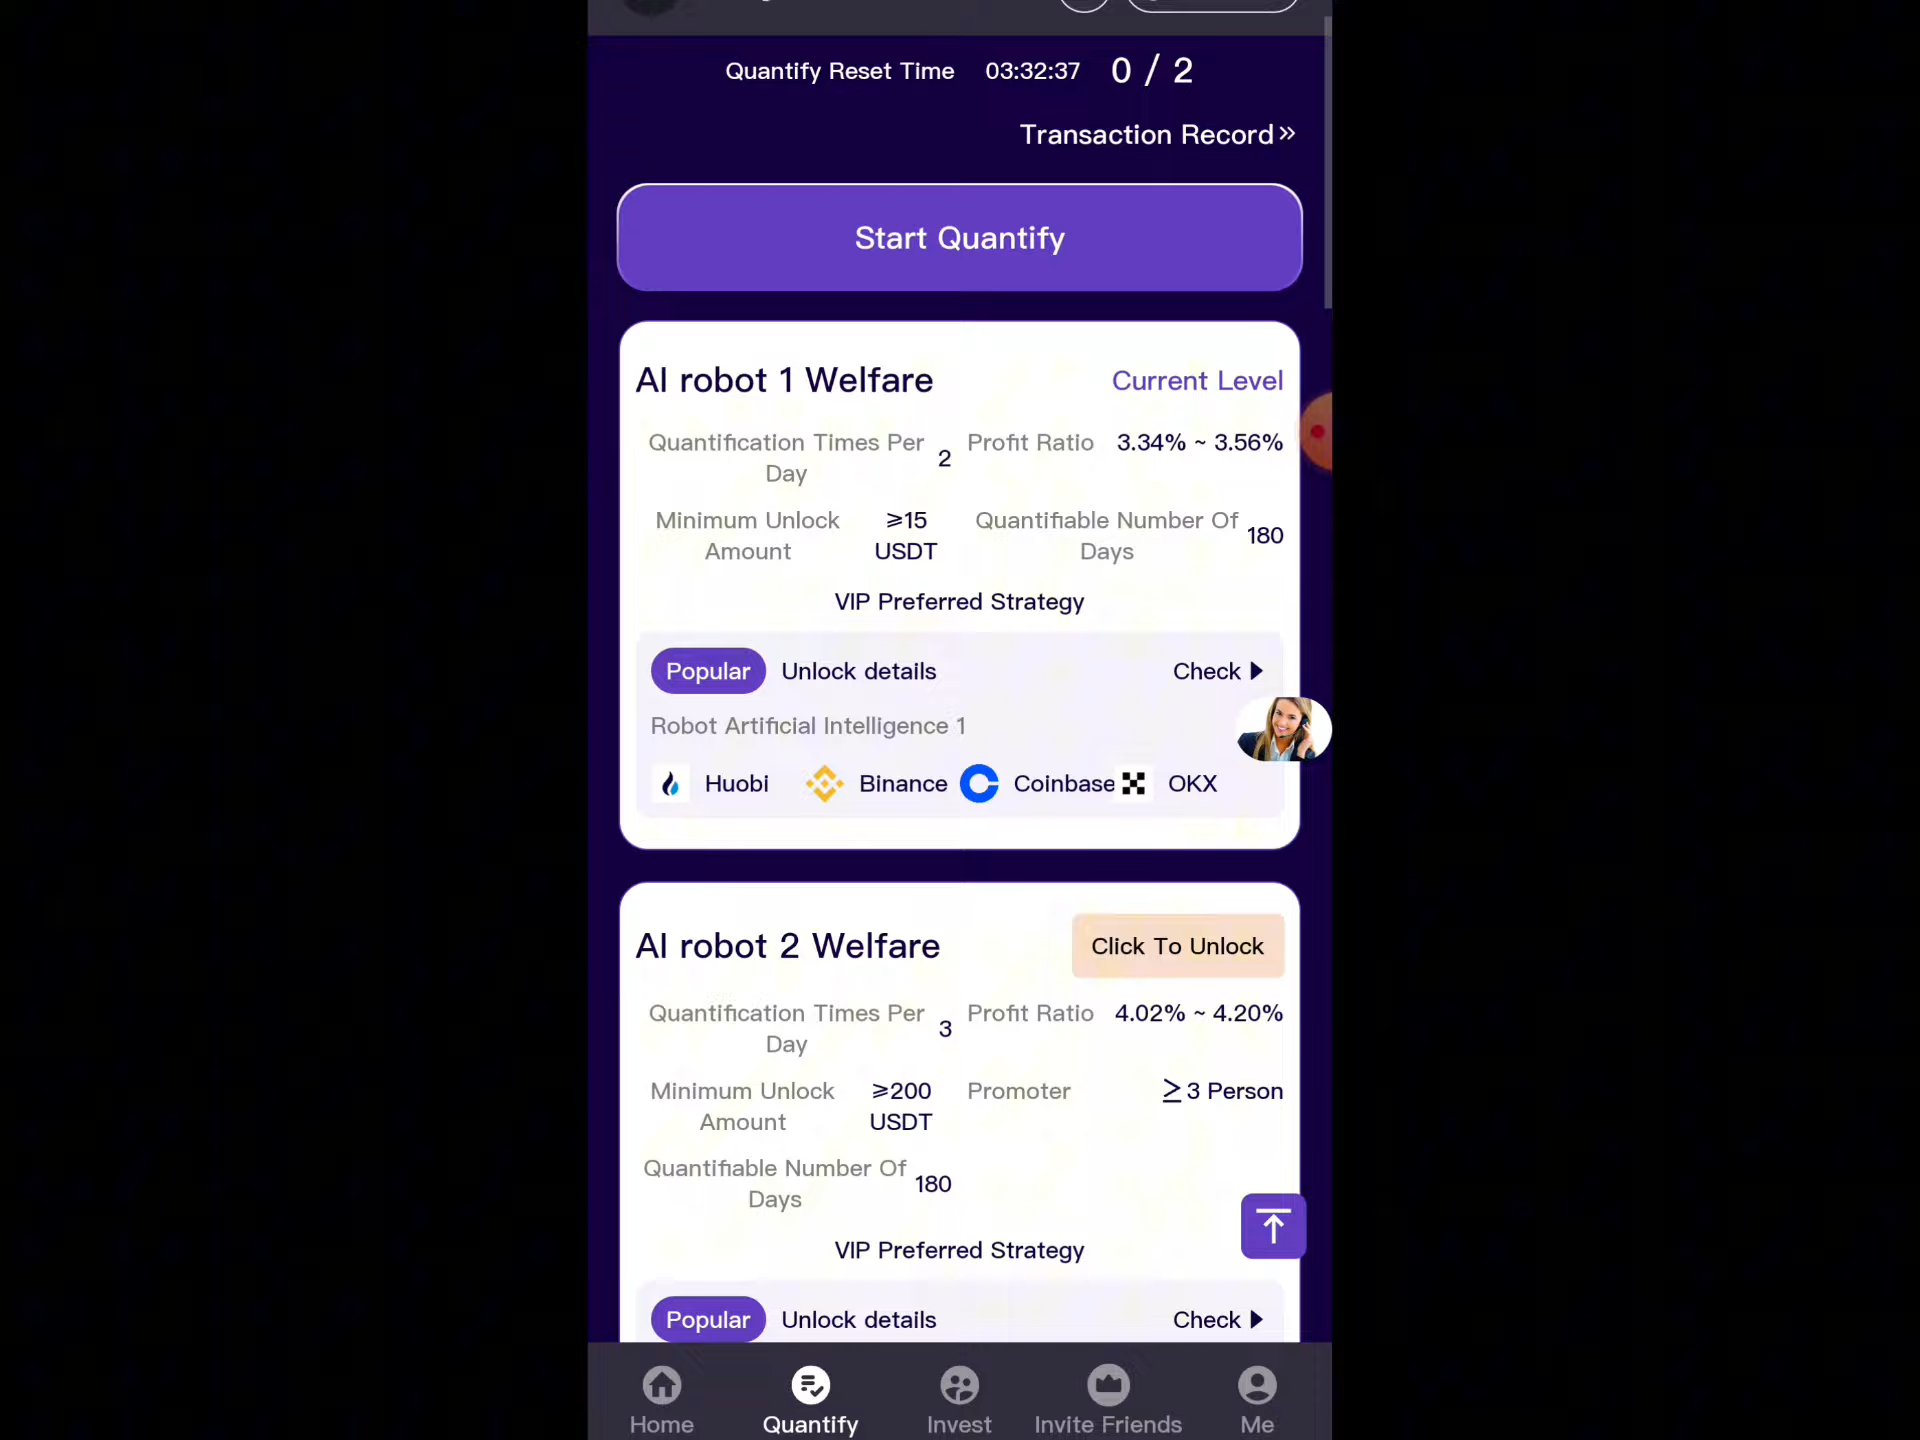 Quantify Reset Time 03:32:37 0 / 2
Transaction Record»
Start Quantify
AI robot 1 Welfare Current Level
Quantification Times Per Day 2 Profit Ratio 3.34% ~ 3.56%
Minimum Unlock Amount ≥15 USDT Quantifiable Number Of Days 180
VIP Preferred Strategy
Popular Unlock details Check
Robot Artificial Intelligence 1
Huobi Binance Coinbase OKX
AI robot 2 Welfare Click To Unlock
Quantification Times Per Day 3 Profit Ratio 4.02% ~ 4.20%
Minimum Unlock Amount ≥200 USDT Promoter ≥3 Person
Quantifiable Number Of Days 180
VIP Preferred Strategy
Popular Unlock details Check
Home Quantify Invest Invite Friends Me